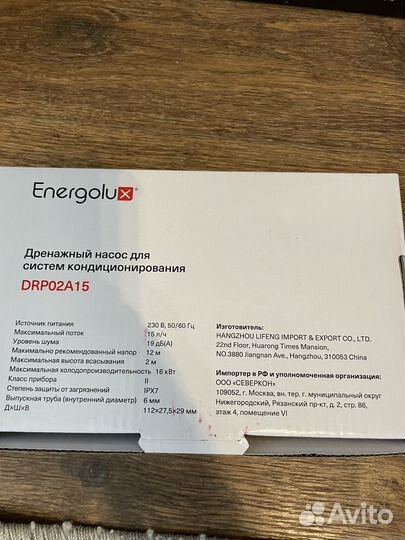 Energolux
Дренажный насос для
систем кондиционирования
DRP02A15
Источник питания 230 В, 50/60 Гц
Максимальный поток 15 л/ч
Уровень шума 19 дБ(А)
Максимально рекомендованный напор 12 м
Максимальная высота всасывания 2 м
Максимальная холодопроизводительность 16 кВт
Класс прибора II
Степень защиты от загрязнений IPX7
Выпускная труба (внутренний диаметр) 6 мм
ДхШхВ 112×27,5×29 мм
Изготовитель:
HANGZHOU LIFENG IMPORT & EXPORT CO., LTD.
22nd Floor, Huarong Times Mansion,
NO.3880 Jiangnan Ave., Hangzhou, 310053 China
Импортер в РФ и уполномоченная организация:
ООО «СЕВЕРКОН»
109052, г. Москва, вн. тер. г. муниципальный округ
Нижегородский, Рязанский пр-кт, д. 2, стр. 86,
этаж 4, помещение VI
Avito